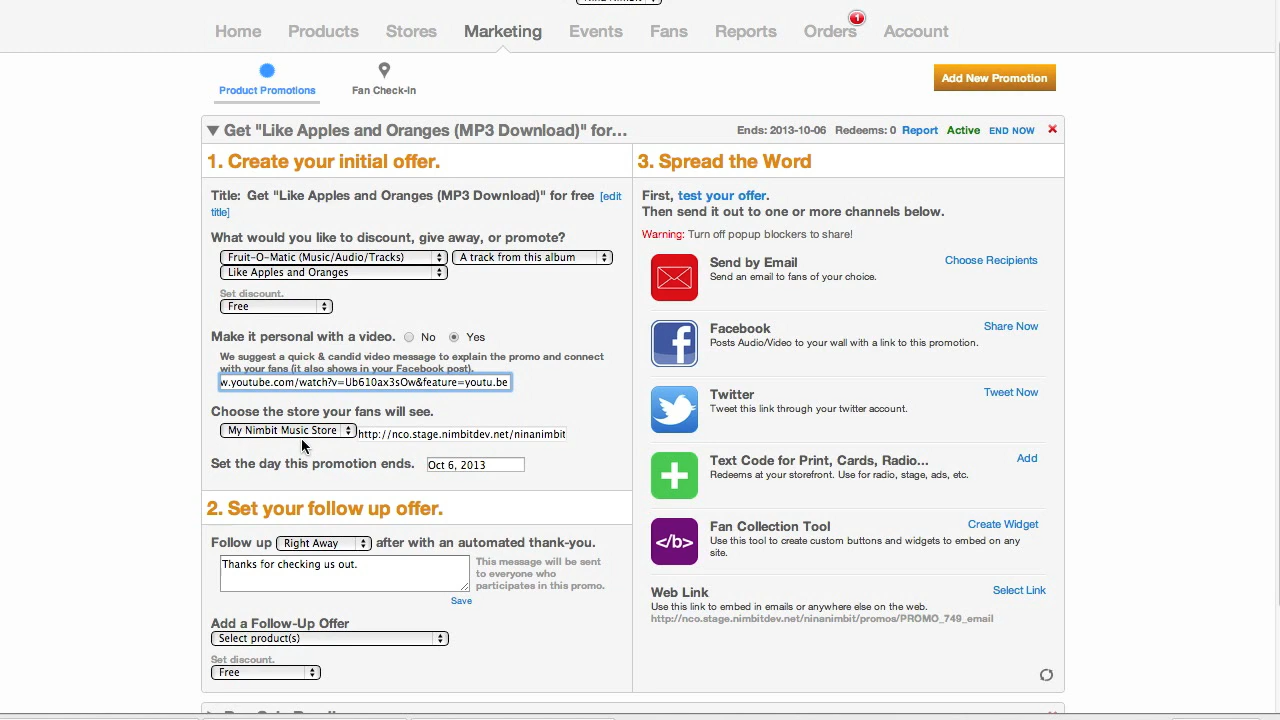 Home Products Stores Marketing Events Fans Reports Orders 1 Account
Product Promotions Fan Check-In Add New Promotion
Get "Like Apples and Oranges (MP3 Download)" for... Ends: 2013-10-06 Redeems: 0 Report Active END NOW
1. Create your initial offer.
Title: Get "Like Apples and Oranges (MP3 Download)" for free [edit
title]
What would you like to discount, give away, or promote?
Fruit-O-Matic (Music/Audio/Tracks) A track from this album
Like Apples and Oranges
Set discount.
Free
Make it personal with a video. No Yes
We suggest a quick & candid video message to explain the promo and connect
with your fans (it also shows in your Facebook post).
w.youtube.com/watch?v=Ub610ax3sOw&feature=youtu.be
Choose the store your fans will see.
My Nimbit Music Store http://nco.stage.nimbitdev.net/ninanimbit
Set the day this promotion ends. Oct 6, 2013
2. Set your follow up offer.
Follow up Right Away after with an automated thank-you.
Thanks for checking us out.
This message will be sent
to everyone who
participates in this promo.
Save
Add a Follow-Up Offer
Select product(s)
Set discount.
Free
3. Spread the Word
First, test your offer.
Then send it out to one or more channels below.
Warning: Turn off popup blockers to share!
Send by Email Choose Recipients
Send an email to fans of your choice.
Facebook Share Now
Posts Audio/Video to your wall with a link to this promotion.
Twitter Tweet Now
Tweet this link through your twitter account.
Text Code for Print, Cards, Radio... Add
Redeems at your storefront. Use for radio, stage, ads, etc.
Fan Collection Tool Create Widget
</b> Use this tool to create custom buttons and widgets to embed on any
site.
Web Link Select Link
Use this link to embed in emails or anywhere else on the web.
http://nco.stage.nimbitdev.net/ninanimbit/promos/PROMO_749_email